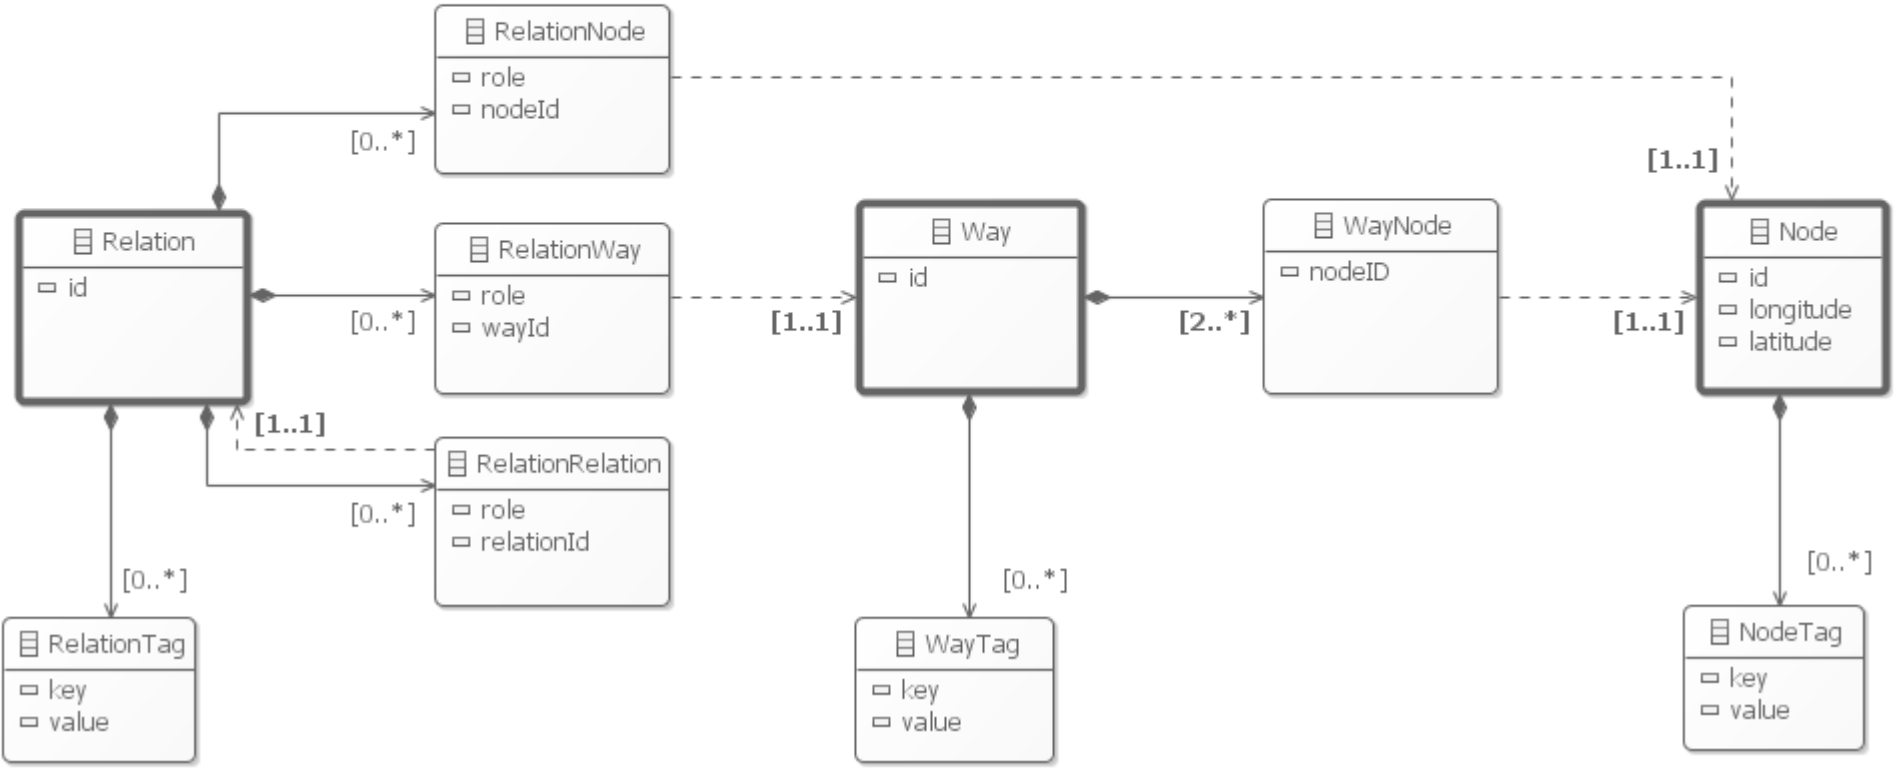 RelationNode
role
nodeId
[0..*]
[1..1]
Relation
id
RelationWay
role
wayId
[0..*]
[1..1]
Way
id
[2..*]
WayNode
nodeID
[1..1]
Node
id
longitude
latitude
[1..1]
RelationRelation
role
relationId
[0..*]
[0..*]
RelationTag
key
value
[0..*]
WayTag
key
value
[0..*]
NodeTag
key
value